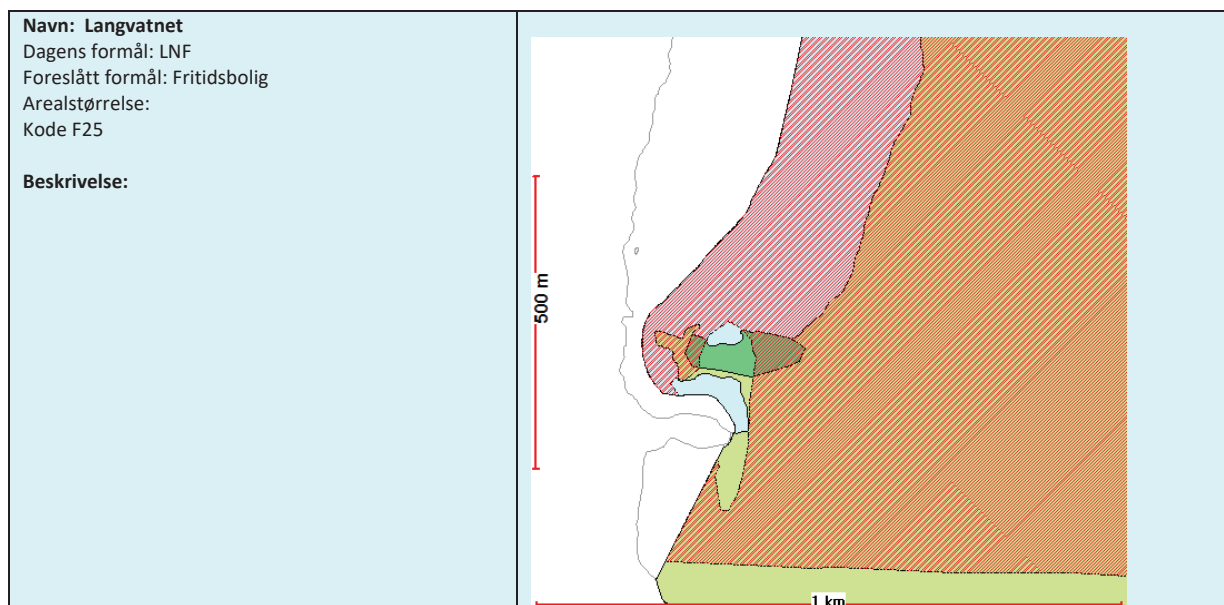 Navn: Langvatnet
Dagens formål: LNF
Foreslått formål: Fritidsbolig
Arealstørrelse:
Kode F25
Beskrivelse:
500 m
1 km